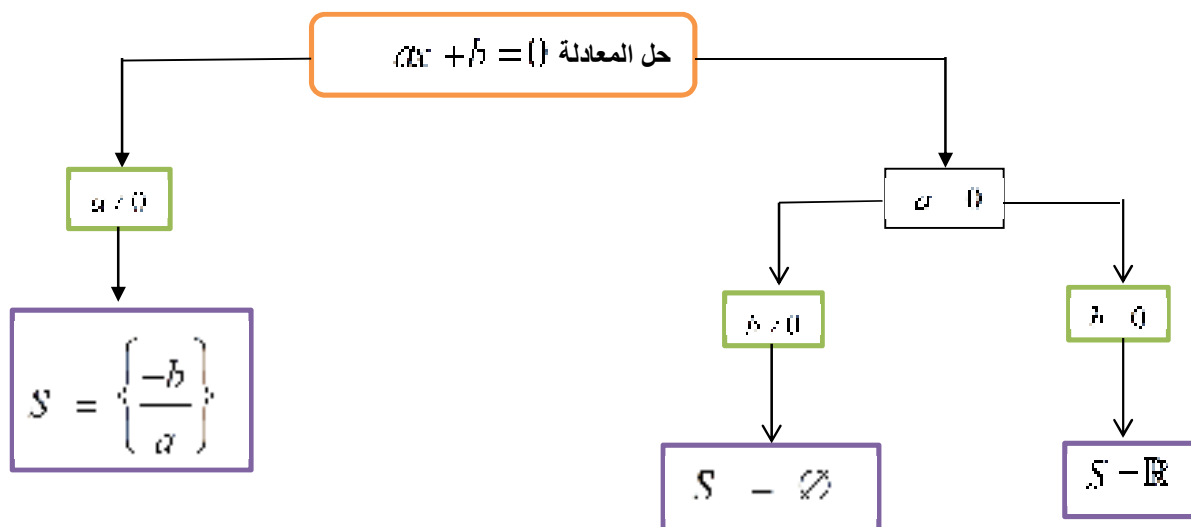 حل المعادلة ax + b = 0
a ≠ 0
a = 0
b ≠ 0
b = 0
S = {-b/a}
S = ∅
S = ℝ